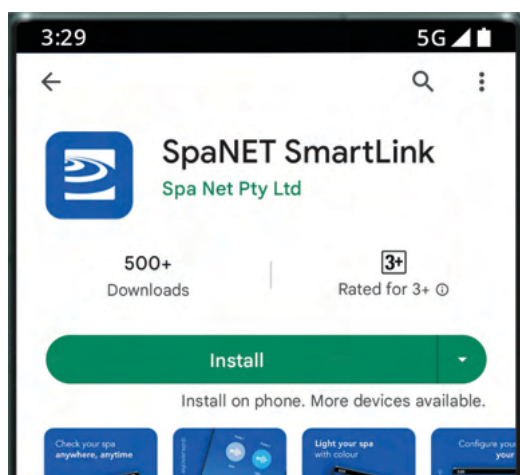 3:29 5G
SpaNET SmartLink
Spa Net Pty Ltd
500+ 3+
Downloads Rated for 3+
Install
Install on phone. More devices available.
Check your spa Light your spa Configure your
anywhere, anytime with colour your